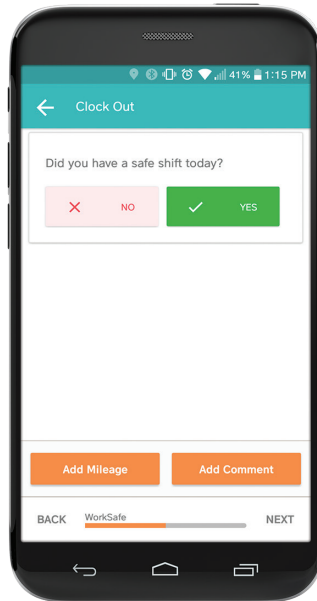 41% 1:15 PM
Clock Out
Did you have a safe shift today?
NO YES
Add Mileage Add Comment
BACK WorkSafe NEXT